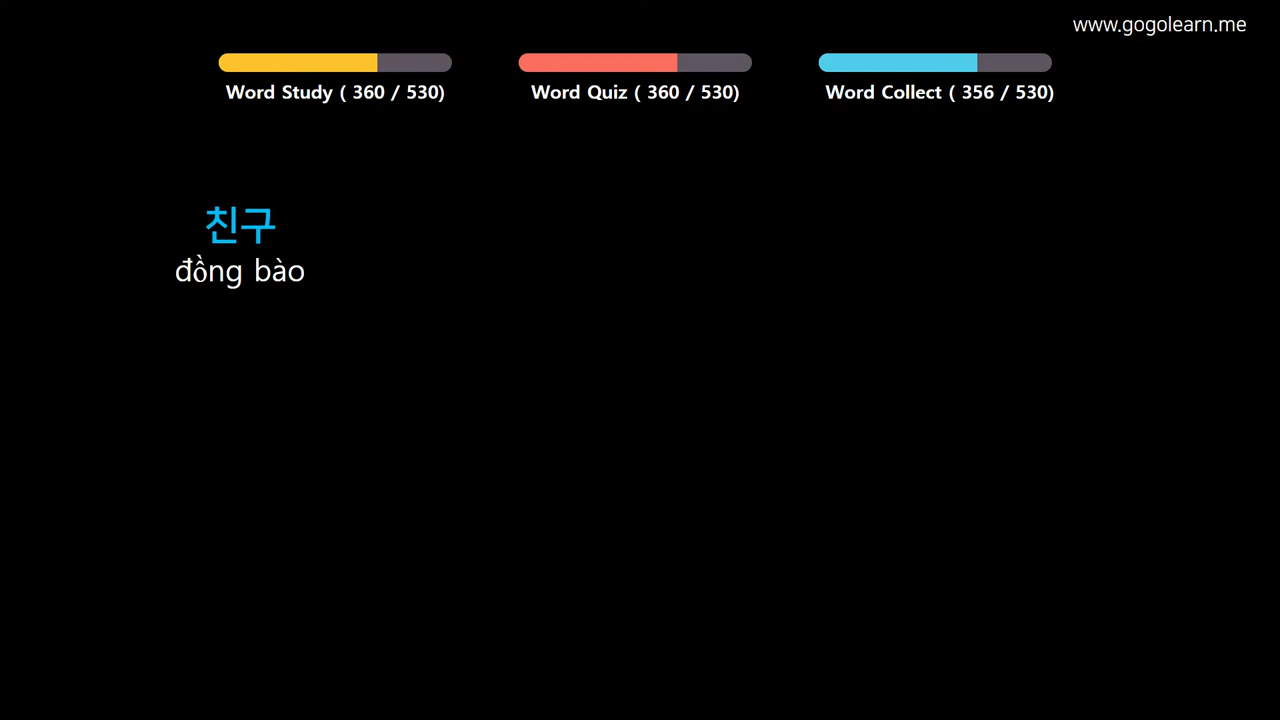 www.gogolearn.me
Word Study ( 360 / 530)
Word Quiz ( 360 / 530)
Word Collect ( 356 / 530)
친구
đồng bào